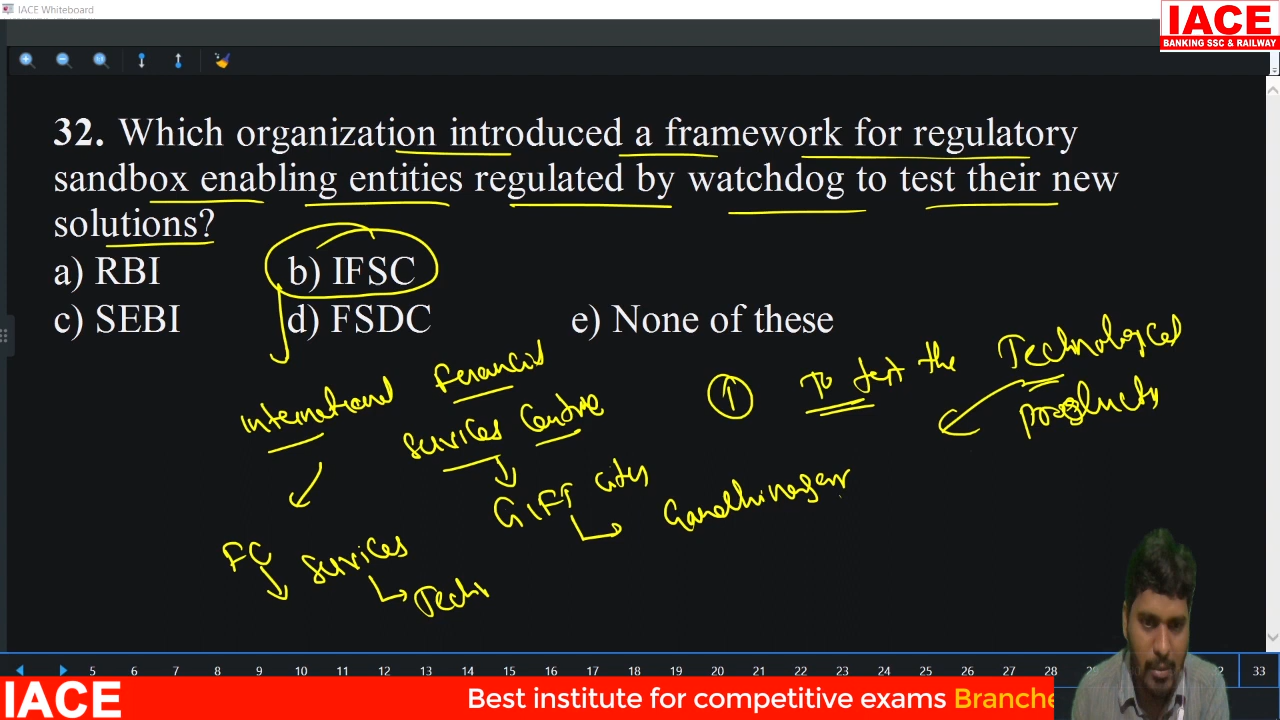 IACE Whiteboard
IACE
BANKING SSC & RAILWAY
32. Which organization introduced a framework for regulatory
sandbox enabling entities regulated by watchdog to test their new
solutions?
a) RBI b) IFSC
c) SEBI d) FSDC e) None of these
International Financial
Services Centre
① To test the Technological
products
GIFT city
Gandhinagar
FC Services
Tech
5 6 7 8 9 10 11 12 13 14 15 16 17 18 19 20 21 22 23 24 25 26 27 28 33
IACE
Best institute for competitive exams Branche